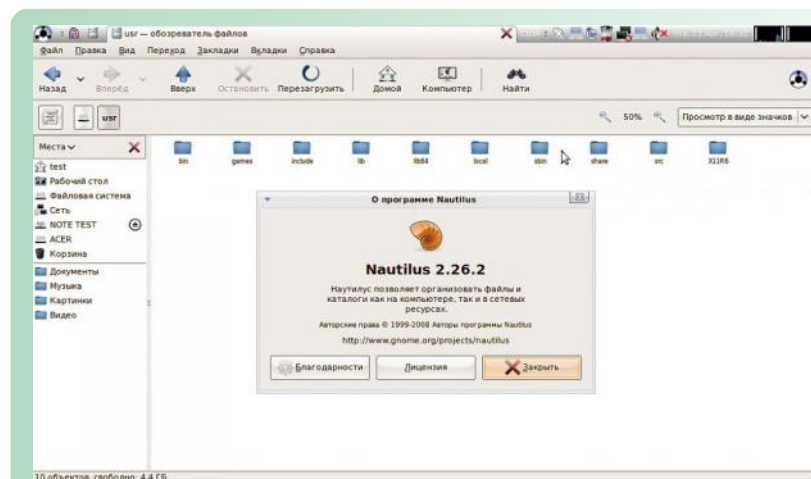 usr — обозреватель файлов
Файл Правка Вид Переход Закладки Вкладки Справка
Назад Вперёд Вверх Остановить Перезагрузить Домой Компьютер Найти
usr 50% Просмотр в виде значков
Места
test
Рабочий стол
Файловая система
Сеть
NOTE TEST
ACER
Корзина
Документы
Музыка
Картинки
Видео
bin games include lib lib64 local sbin share src X11R6
О программе Nautilus
Nautilus 2.26.2
Наутилус позволяет организовать файлы и
каталоги как на компьютере, так и в сетевых
ресурсах.
Авторские права © 1999-2008 Авторы программы Nautilus
http://www.gnome.org/projects/nautilus
Благодарности Лицензия Закрыть
10 объектов, свободно: 4,4 ГБ